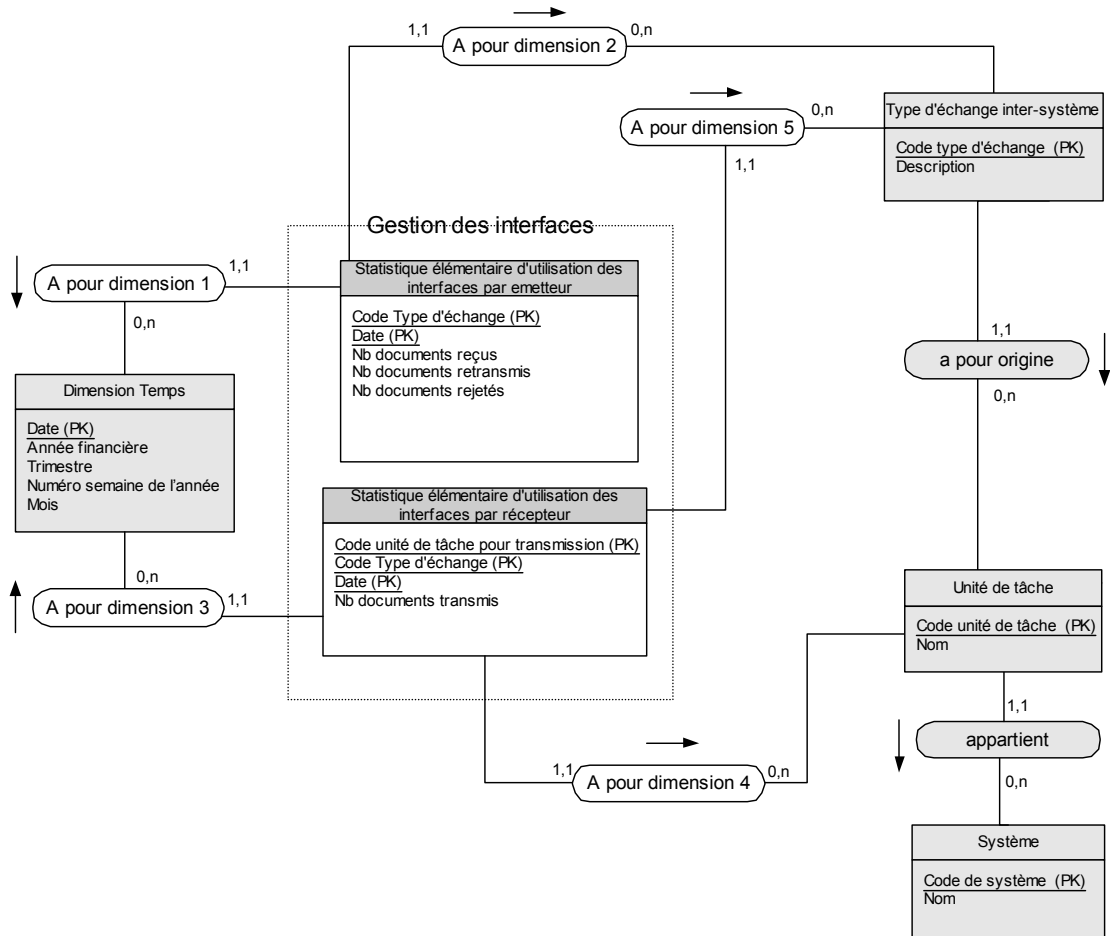 1,1
A pour dimension 2
0,n
Type d'échange inter-système
Code type d'échange (PK)
Description
A pour dimension 5
0,n
1,1
Gestion des interfaces
A pour dimension 1
1,1
0,n
Statistique élémentaire d'utilisation des
interfaces par emetteur
Code Type d'échange (PK)
Date (PK)
Nb documents reçus
Nb documents retransmis
Nb documents rejetés
1,1
a pour origine
0,n
Dimension Temps
Date (PK)
Année financière
Trimestre
Numéro semaine de l'année
Mois
Statistique élémentaire d'utilisation des
interfaces par récepteur
Code unité de tâche pour transmission (PK)
Code Type d'échange (PK)
Date (PK)
Nb documents transmis
0,n
A pour dimension 3
1,1
Unité de tâche
Code unité de tâche (PK)
Nom
1,1
appartient
0,n
1,1
A pour dimension 4
0,n
Système
Code de système (PK)
Nom